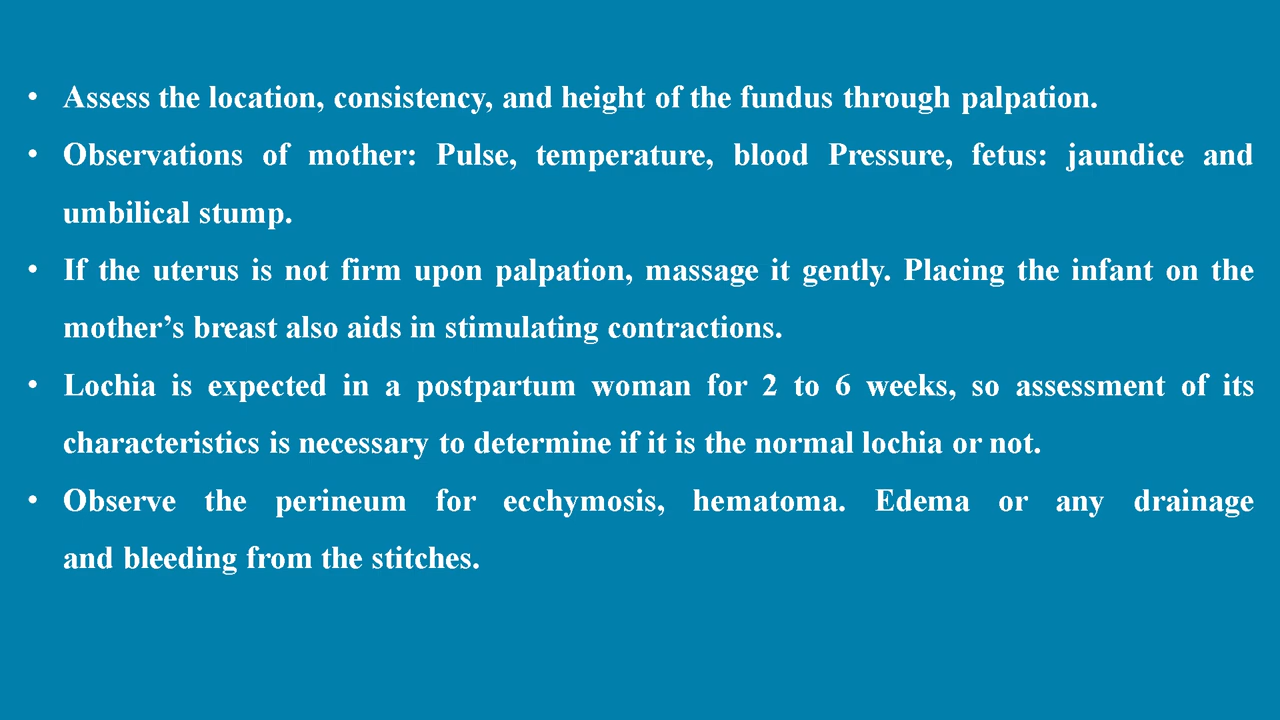 • Assess the location, consistency, and height of the fundus through palpation.
• Observations of mother: Pulse, temperature, blood Pressure, fetus: jaundice and
umbilical stump.
• If the uterus is not firm upon palpation, massage it gently. Placing the infant on the
mother’s breast also aids in stimulating contractions.
• Lochia is expected in a postpartum woman for 2 to 6 weeks, so assessment of its
characteristics is necessary to determine if it is the normal lochia or not.
• Observe the perineum for ecchymosis, hematoma. Edema or any drainage
and bleeding from the stitches.